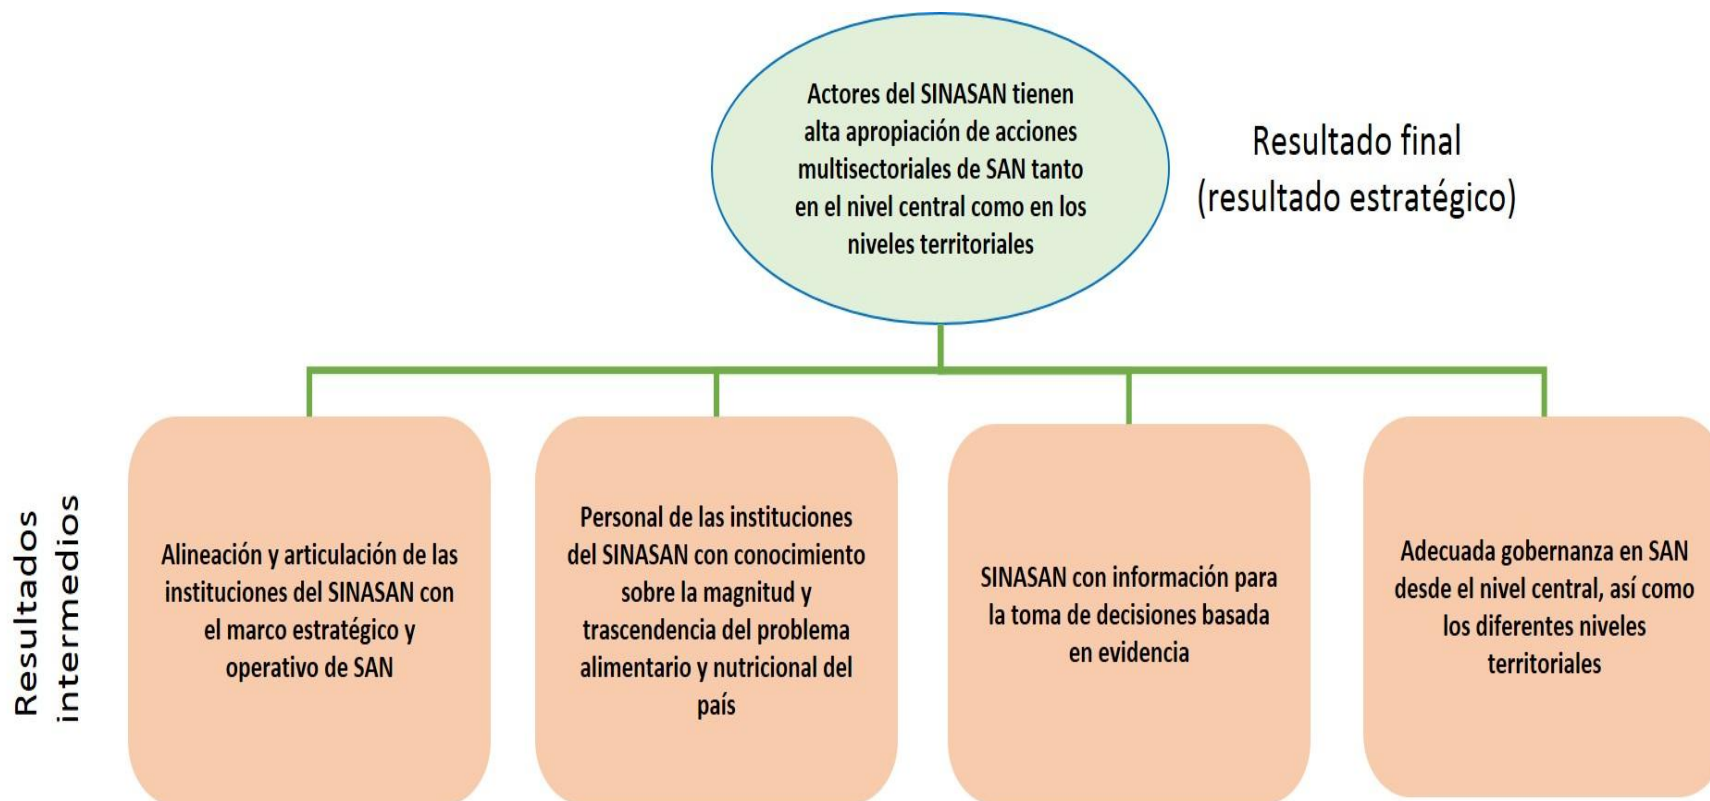 Actores del SINASAN tienen
alta apropiación de acciones
multisectoriales de SAN tanto
en el nivel central como en los
niveles territoriales
Resultado final
(resultado estratégico)
Resultados
intermedios
Alineación y articulación de las
instituciones del SINASAN con
el marco estratégico y
operativo de SAN
Personal de las instituciones
del SINASAN con conocimiento
sobre la magnitud y
trascendencia del problema
alimentario y nutricional del
país
SINASAN con información para
la toma de decisiones basada
en evidencia
Adecuada gobernanza en SAN
desde el nivel central, así como
los diferentes niveles
territoriales